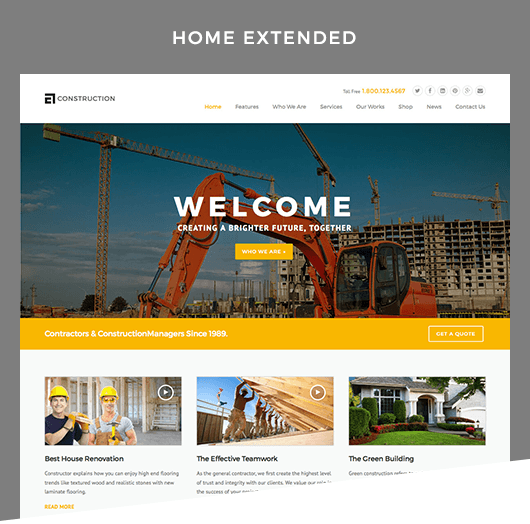 HOME EXTENDED
Toll Free 1.800.123.4567
CONSTRUCTION
Home Features Who We Are Services Our Works Shop News Contact Us
WELCOME
CREATING A BRIGHTER FUTURE, TOGETHER
WHO WE ARE »
Contractors & ConstructionManagers Since 1989.
GET A QUOTE
Best House Renovation
Constructor explains how you can enjoy high end flooring
trends like textured wood and realistic stones with new
laminate flooring.
READ MORE
The Effective Teamwork
As the general contractor, we first create the highest level
of trust and integrity with our clients. We value our
the success of your
The Green Building
Green construction